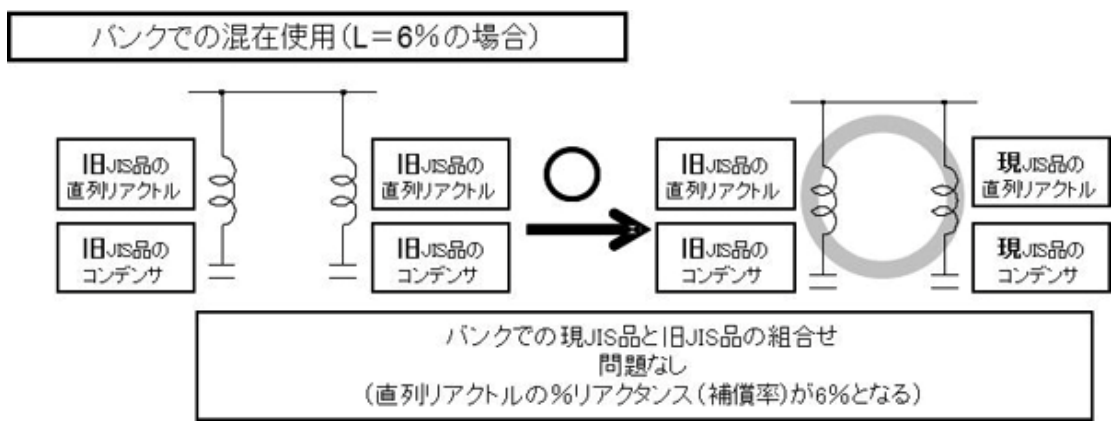 バンクでの混在使用（L＝6％の場合）
旧JIS品の
直列リアクトル
旧JIS品の
コンデンサ
旧JIS品の
直列リアクトル
旧JIS品の
コンデンサ
旧JIS品の
直列リアクトル
旧JIS品の
コンデンサ
現JIS品の
直列リアクトル
現JIS品の
コンデンサ
バンクでの現JIS品と旧JIS品の組合せ
問題なし
（直列リアクトルの％リアクタンス（補償率）が6％となる）